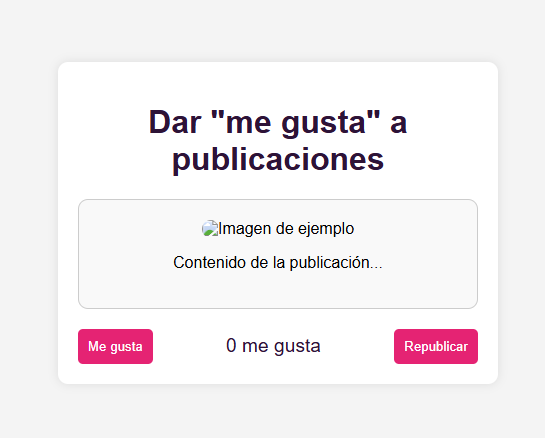 Dar "me gusta" a
publicaciones
Imagen de ejemplo
Contenido de la publicación...
Me gusta
0 me gusta
Republicar